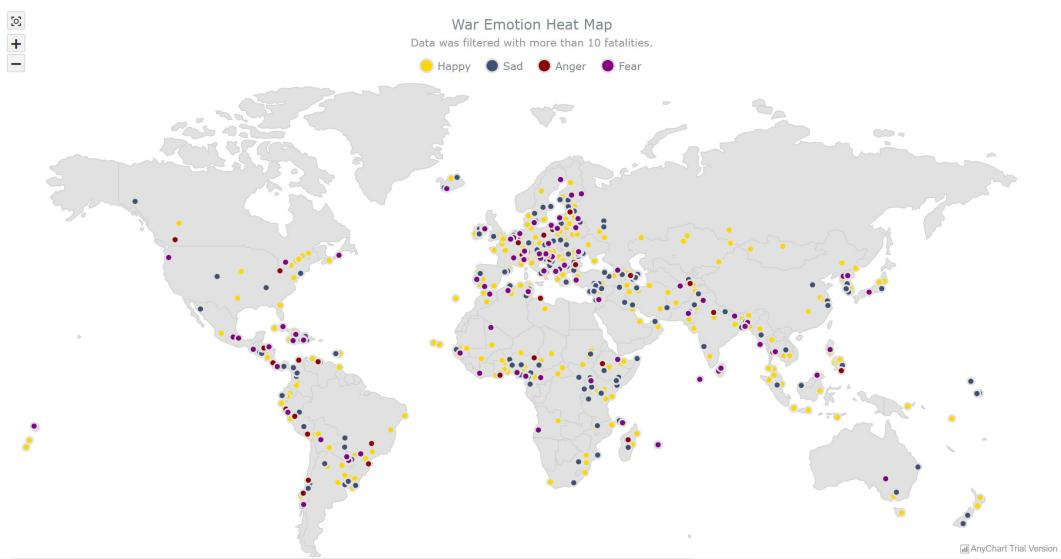 War Emotion Heat Map
Data was filtered with more than 10 fatalities.
Happy Sad Anger Fear
AnyChart Trial Version